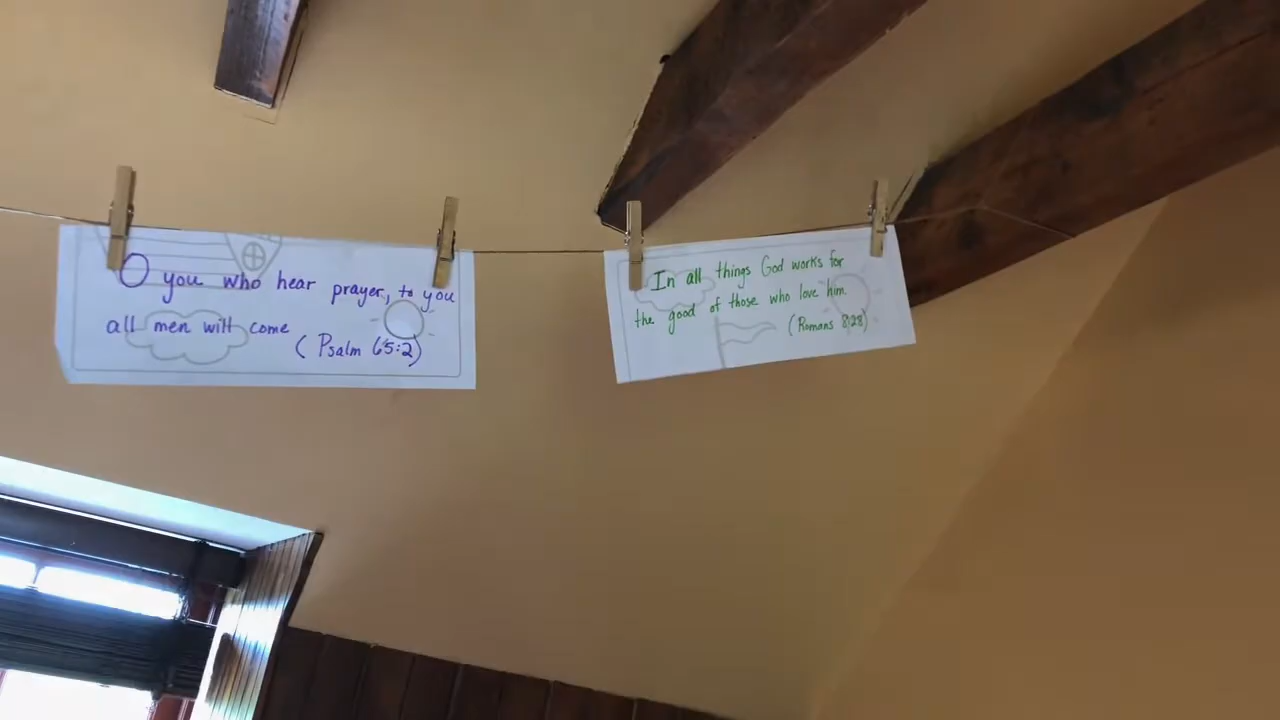 O you who hear prayer, to you
all men will come
(Psalm 65:2)
In all things God works for
the good of those who love him
(Romans 8:28)